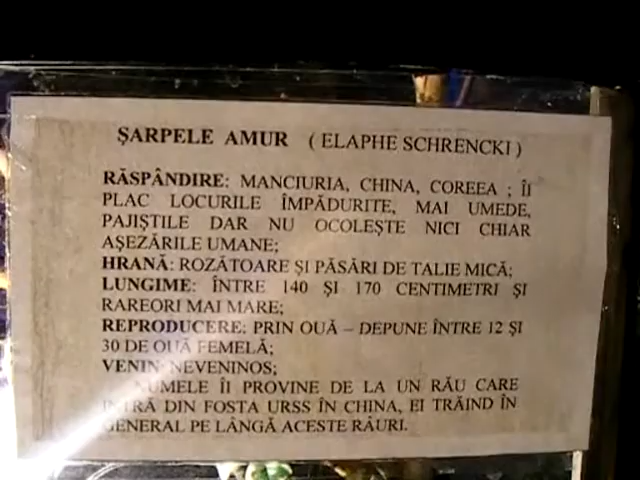 ŞARPELE AMUR ( ELAPHE SCHRENCKI )
RĂSPÂNDIRE: MANCIURIA, CHINA, COREEA ; ÎI
PLAC LOCURILE ÎMPĂDURITE, MAI UMEDE,
PAJIŞTILE DAR NU OCOLEŞTE NICI CHIAR
AŞEZĂRILE UMANE;
HRANĂ: ROZĂTOARE ŞI PĂSĂRI DE TALIE MICĂ;
LUNGIME: ÎNTRE 140 ŞI 170 CENTIMETRI ŞI
RAREORI MAI MARE;
REPRODUCERE: PRIN OUĂ – DEPUNE ÎNTRE 12 ŞI
30 DE OUĂ FEMELĂ;
VENIN: NEVENINOS;
NUMELE ÎI PROVINE DE LA UN RÂU CARE
INTRĂ DIN FOSTA URSS ÎN CHINA, EI TRĂIND ÎN
GENERAL PE LÂNGĂ ACESTE RÂURI.